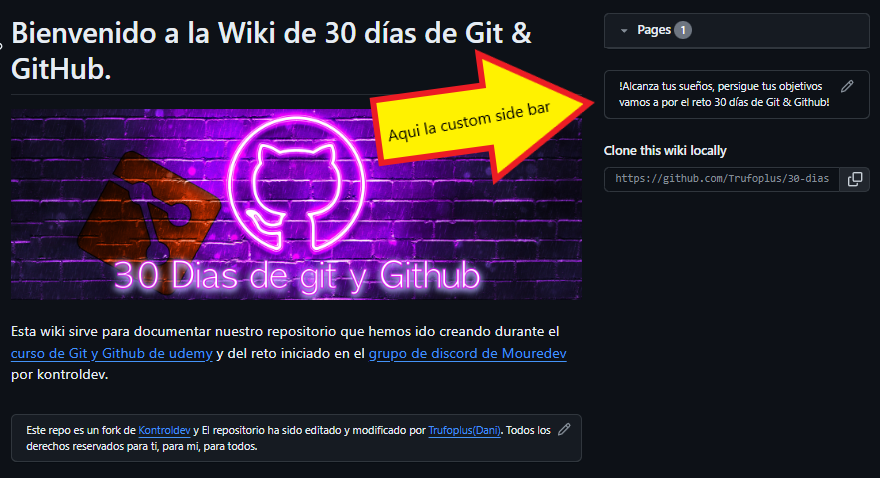 Bienvenido a la Wiki de 30 días de Git &
GitHub.
30 Dias de git y Github
Esta wiki sirve para documentar nuestro repositorio que hemos ido creando durante el
curso de Git y Github de udemy y del reto iniciado en el grupo de discord de Mouredev
por kontroldev.
Este repo es un fork de Kontroldev y El repositorio ha sido editado y modificado por Trufoplus(Dani). Todos los
derechos reservados para ti, para mi, para todos.
Aqui la custom side bar
Pages 1
!Alcanza tus sueños, persigue tus objetivos
vamos a por el reto 30 días de Git & Github!
Clone this wiki locally
https://github.com/Trufoplus/30-dias